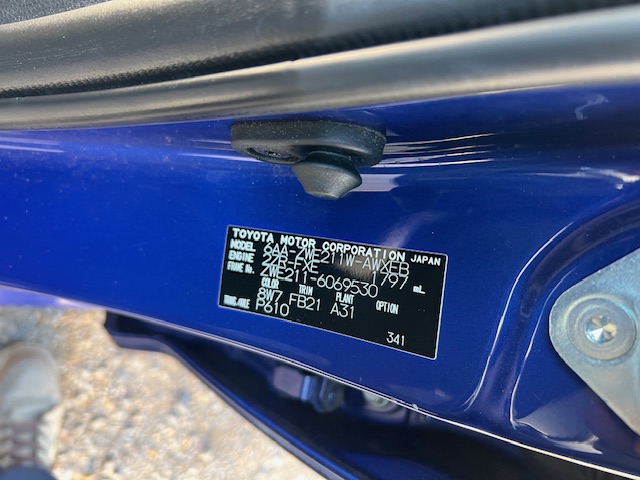 TOYOTA MOTOR CORPORATION JAPAN
MODEL 6AA-ZWE211W-AWXEB
ENGINE 2ZR-FXE 1797 mL
FRAME No. ZWE211-6069530
COLOR TRIM PLANT OPTION
8W7 FB21 A31
TRANS./AXLE P610
341